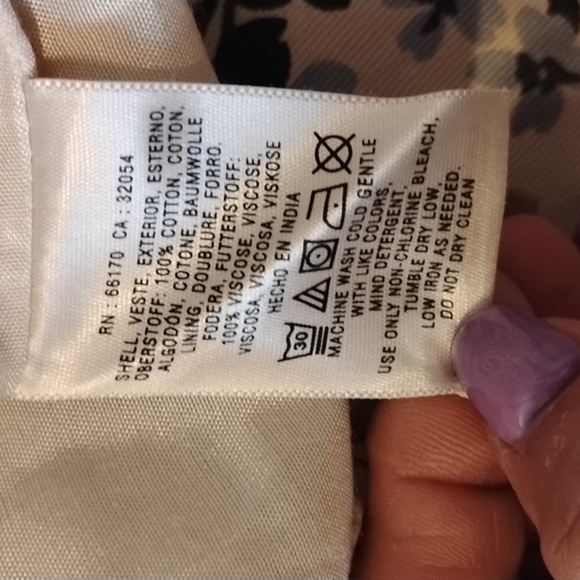 RN : 66170 CA : 32054
SHELL, VESTE, EXTERIOR, ESTERNO,
OBERSTOFF: 100% COTTON, COTON,
ALGODÓN, COTONE, BAUMWOLLE
LINING, DOUBLURE, FORRO,
FODERA, FUTTERSTOFF:
100% VISCOSE, VISCOSE,
VISCOSA, VISCOSA, VISKOSE
HECHO EN INDIA
30
MACHINE WASH COLD GENTLE
WITH LIKE COLORS,
MIND DETERGENT,
USE ONLY NON-CHLORINE BLEACH,
TUMBLE DRY LOW,
LOW IRON AS NEEDED.
DO NOT DRY CLEAN